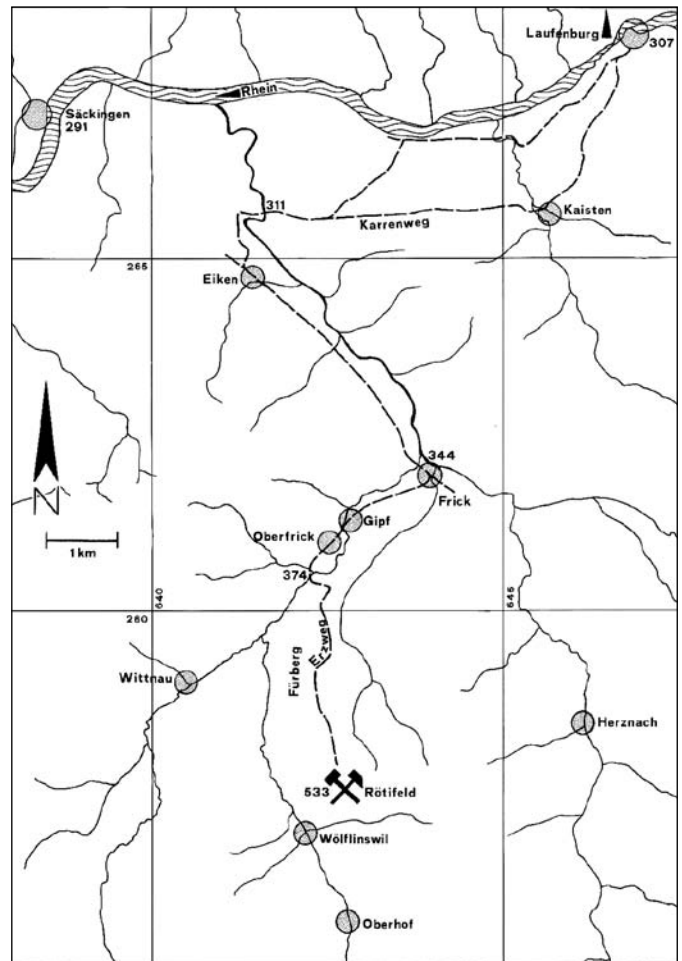 Laufenburg
307
Rhein
Säckingen
291
311
Kaisten
Karrenweg
265
Eiken
344
Frick
N
1 km
Gipf
Oberfrick
374
260
640
645
Erzweg
Fürberg
Wittnau
Herznach
533
Rötifeld
Wölflinswil
Oberhof